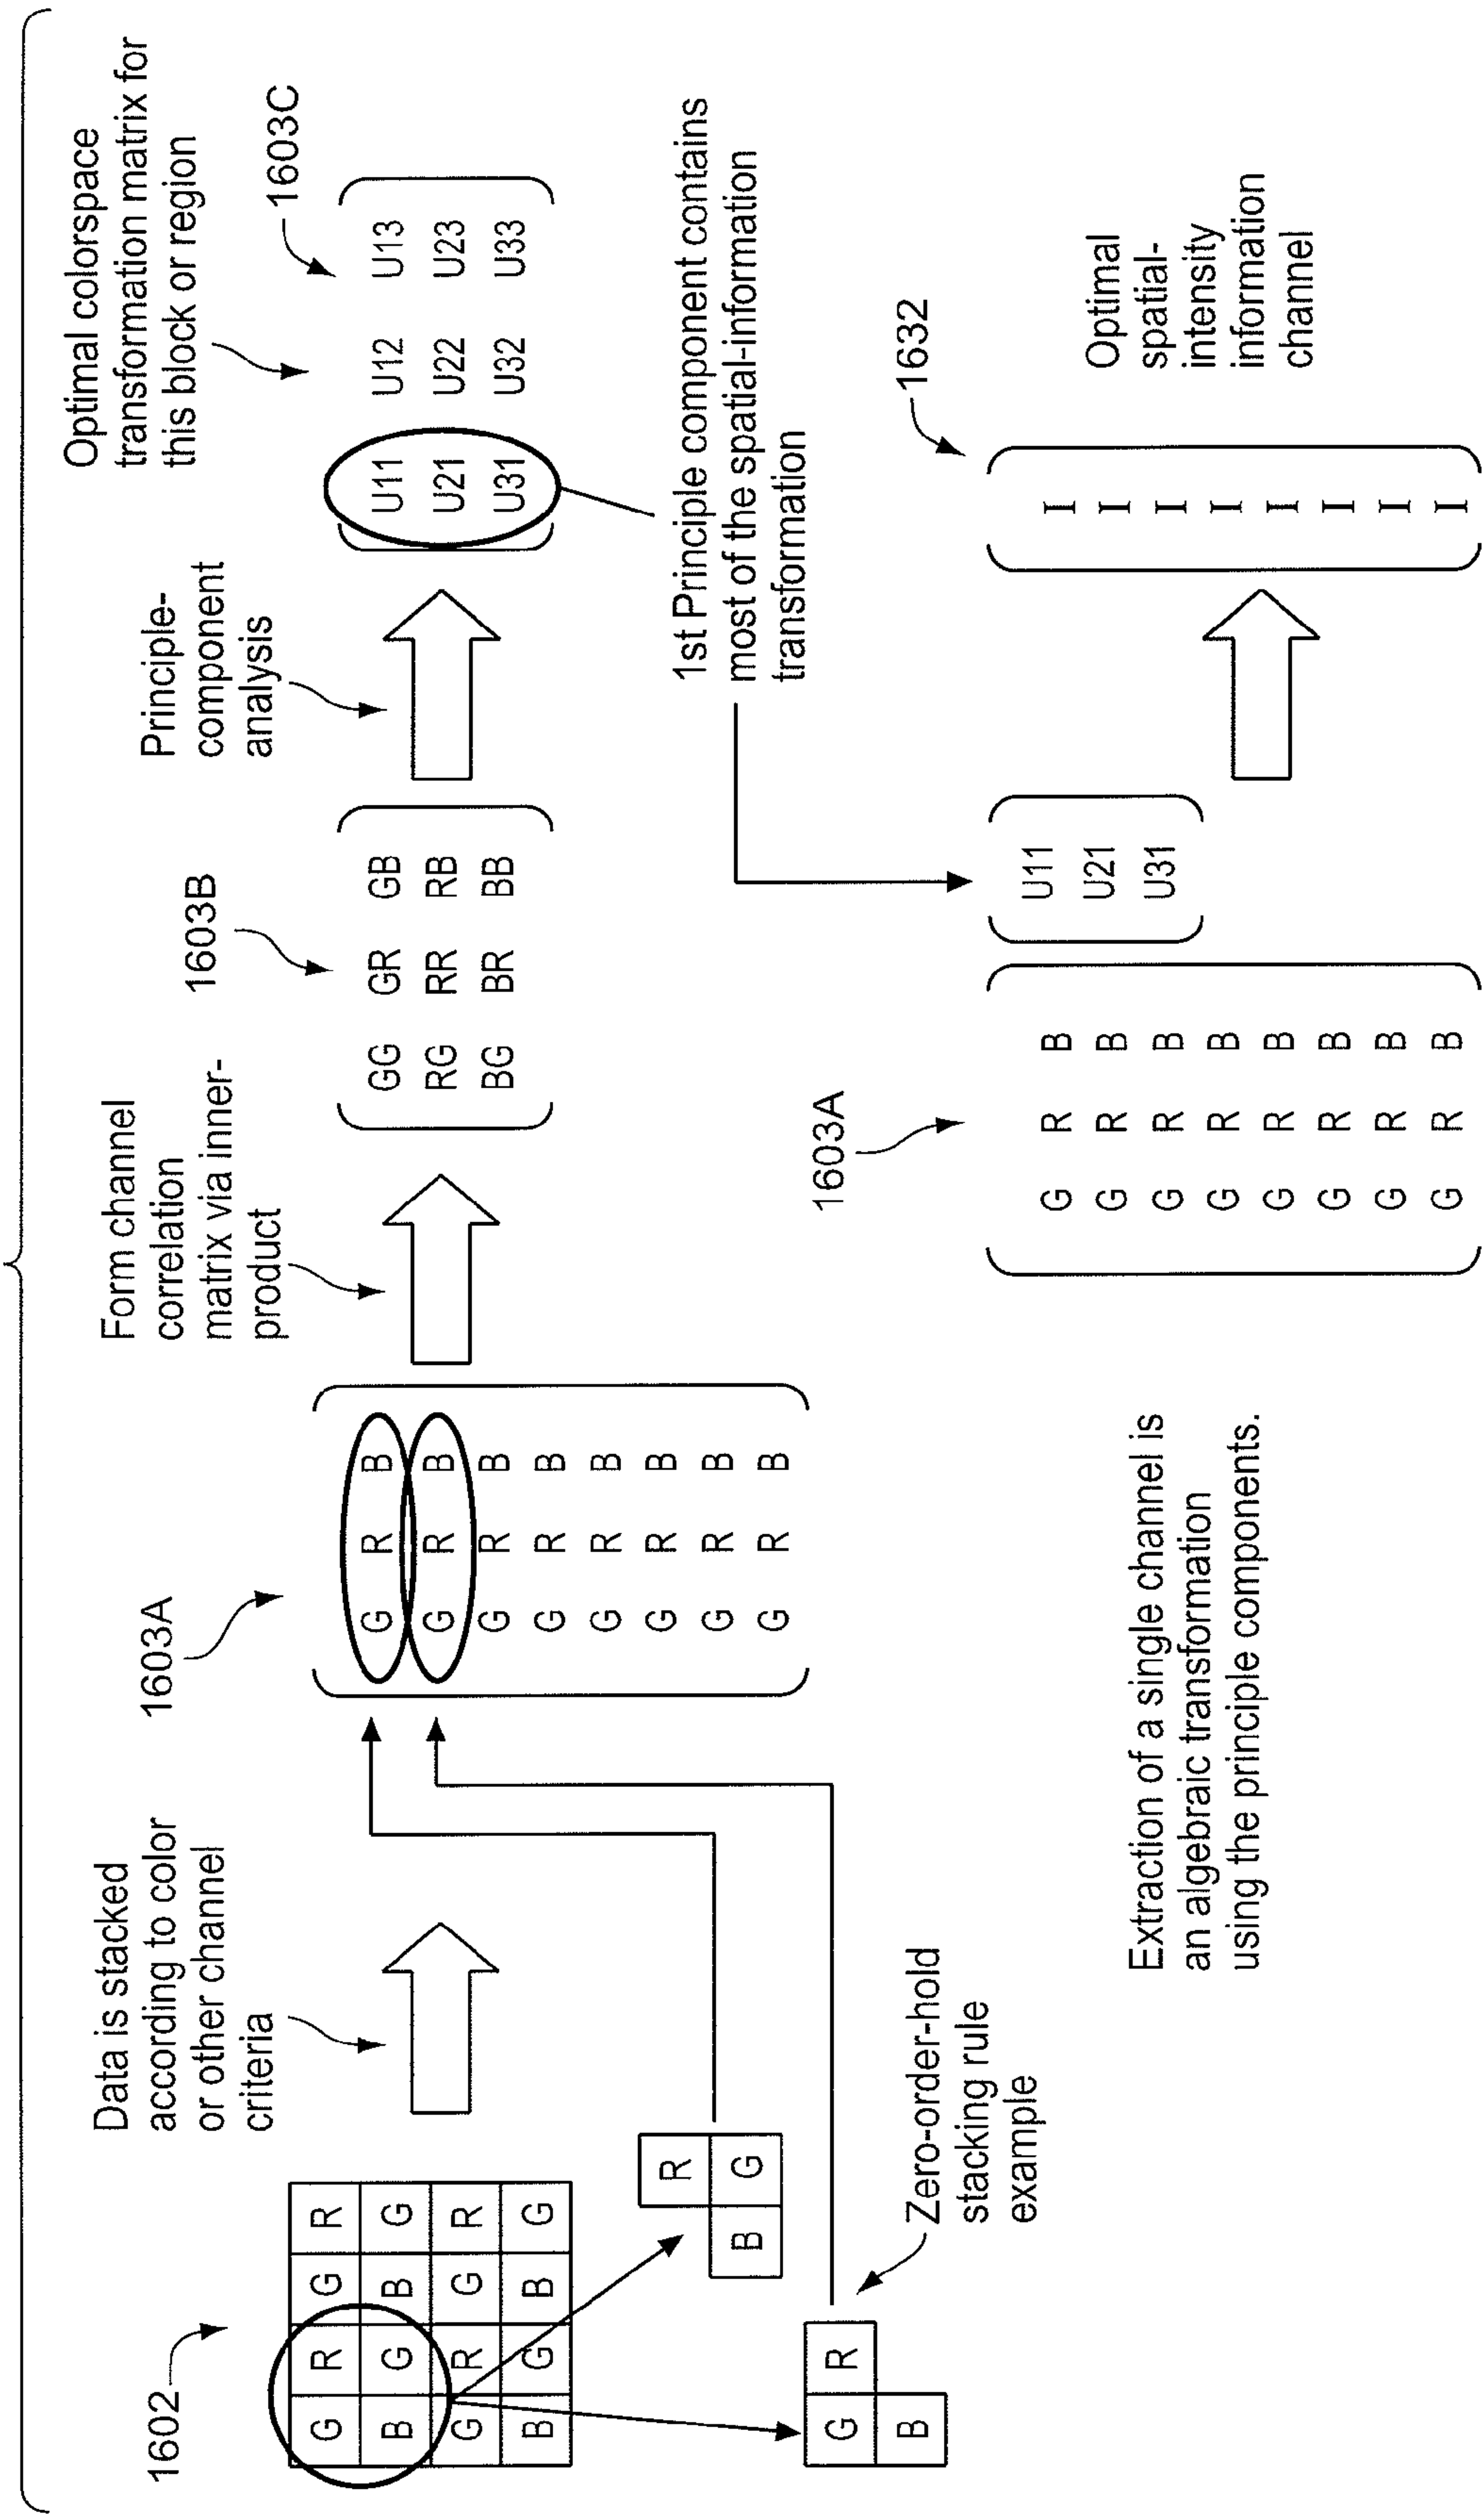 1602
G R G R
B G B G
G R G R
B G B G
Data is stacked
according to color
or other channel
criteria
R
B G
G R
B
Zero-order-hold
stacking rule
example
1603A
G R B
G R B
G R B
G R B
G R B
G R B
G R B
G R B
Form channel
correlation
matrix via inner-
product
1603B
GG GR GB
RG RR RB
BG BR BB
Principle-
component
analysis
Optimal colorspace
transformation matrix for
this block or region
1603C
U11 U12 U13
U21 U22 U23
U31 U32 U33
1st Principle component contains
most of the spatial-information
transformation
Extraction of a single channel is
an algebraic transformation
using the principle components.
1603A
G R B
G R B
G R B
G R B
G R B
G R B
G R B
G R B
U11
U21
U31
1632
I
I
I
I
I
I
I
I
Optimal
spatial-
intensity
information
channel